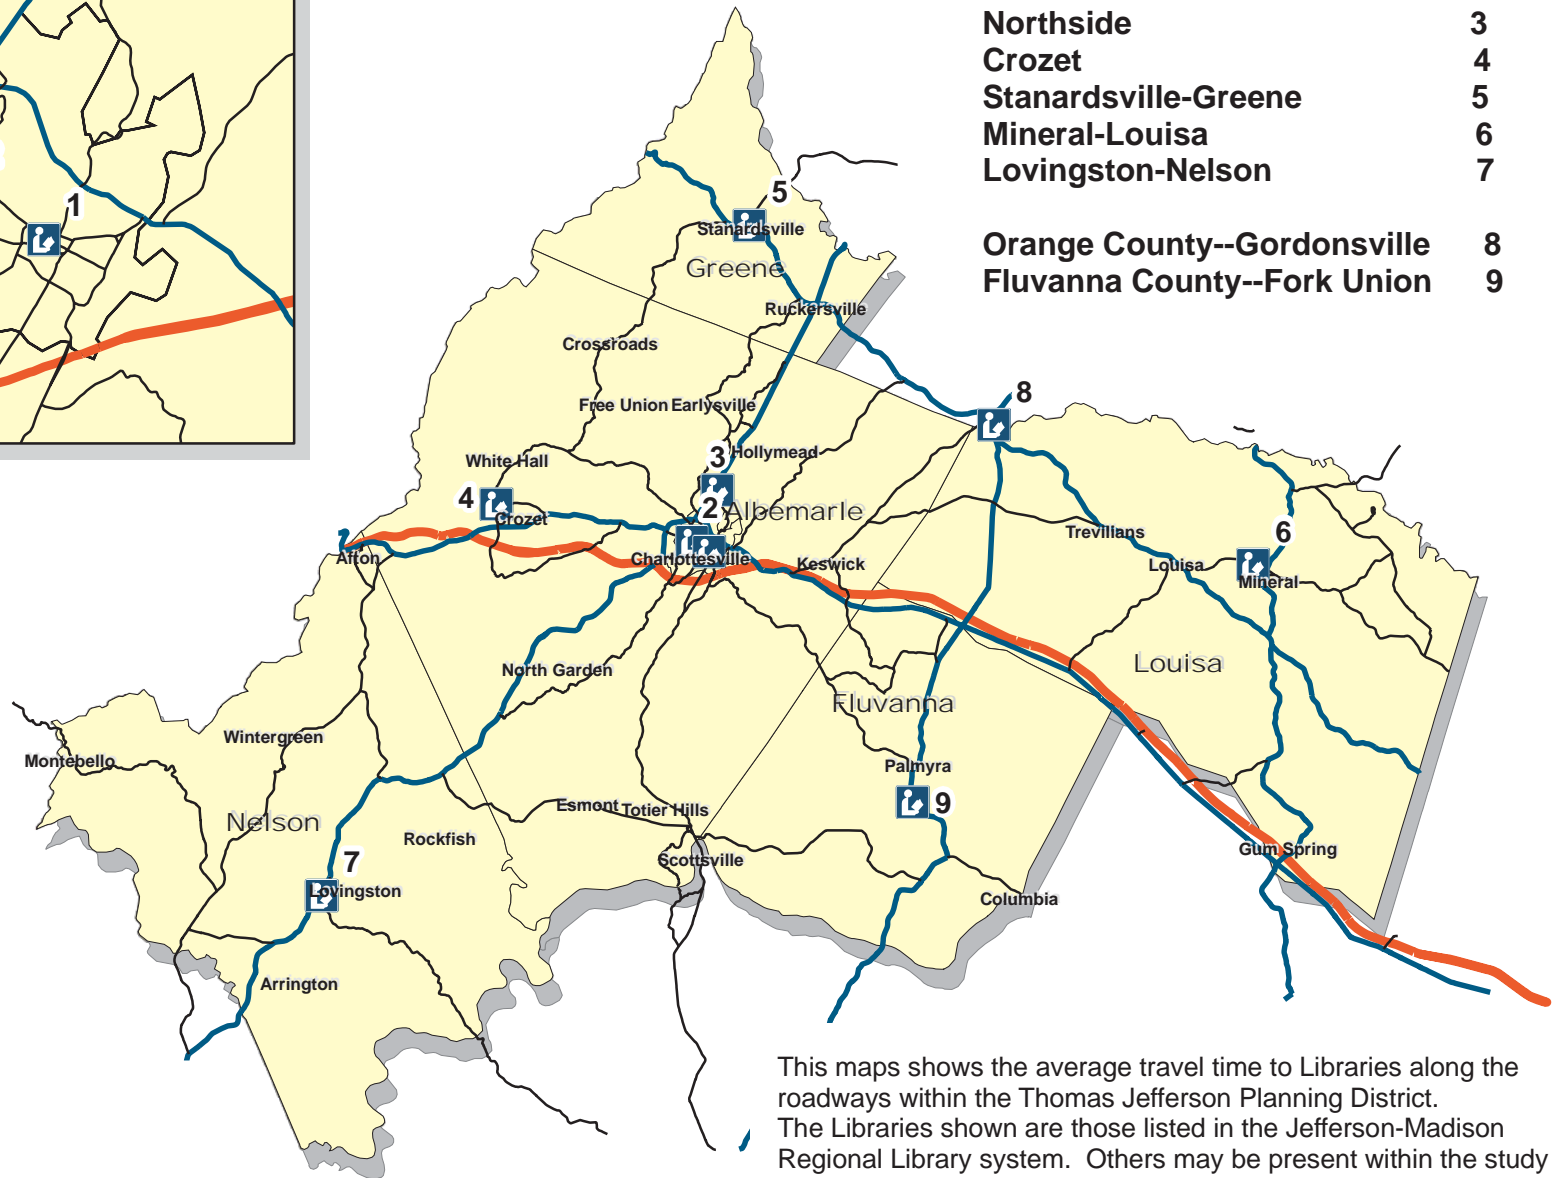 Northside 3
Crozet 4
Stanardsville-Greene 5
Mineral-Louisa 6
Lovingston-Nelson 7
Orange County--Gordonsville 8
Fluvanna County--Fork Union 9
1
5
Stanardsville
Greene
Ruckersville
Crossroads
Free Union Earlysville
8
3 Hollymead
White Hall
4
Crozet
2 Albemarle
Trevilians
6
Afton
Charlottesville
Keswick
Louisa
Mineral
North Garden
Louisa
Fluvanna
Wintergreen
Montebello
Palmyra
9
Nelson
Esmont Totier Hills
Rockfish
7
Scottsville
Gum Spring
Lovingston
Columbia
Arrington
This maps shows the average travel time to Libraries along the
roadways within the Thomas Jefferson Planning District.
The Libraries shown are those listed in the Jefferson-Madison
Regional Library system. Others may be present within the study